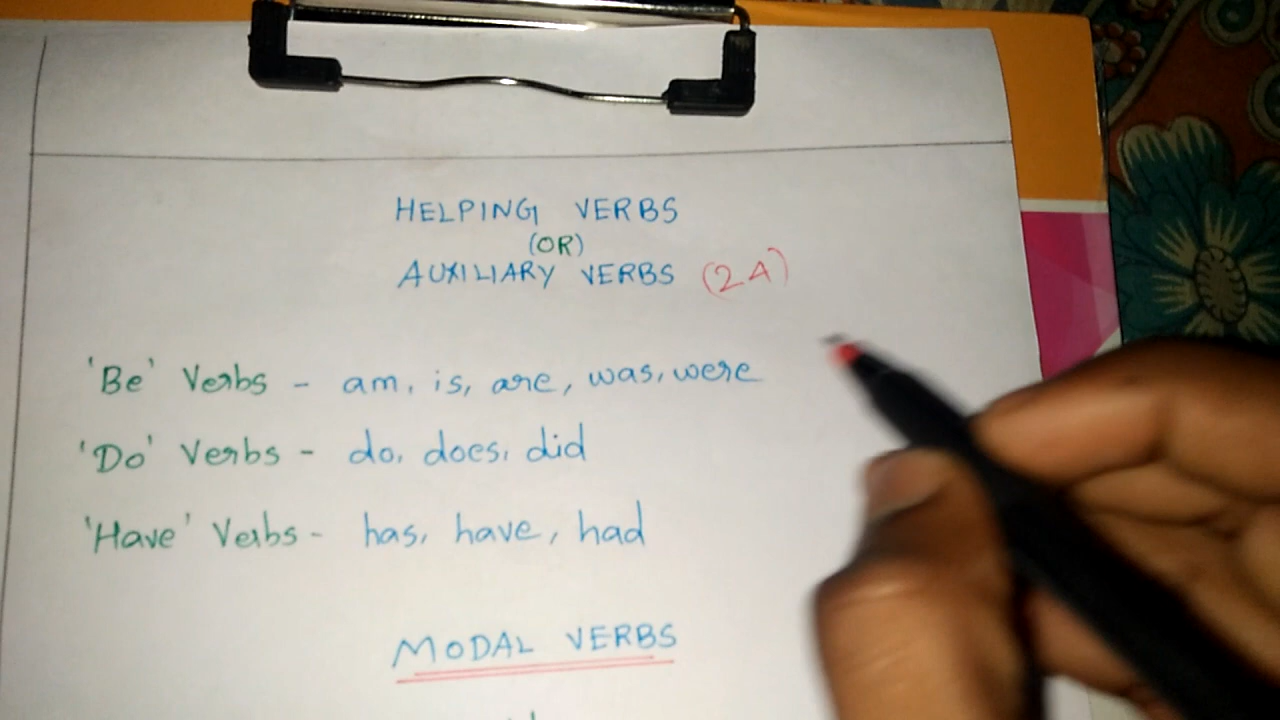 HELPING VERBS
(OR)
AUXILIARY VERBS (24)
'Be' Verbs - am, is, are, was, were
'Do' Verbs - do, does, did
'Have' Verbs - has, have, had
MODAL VERBS